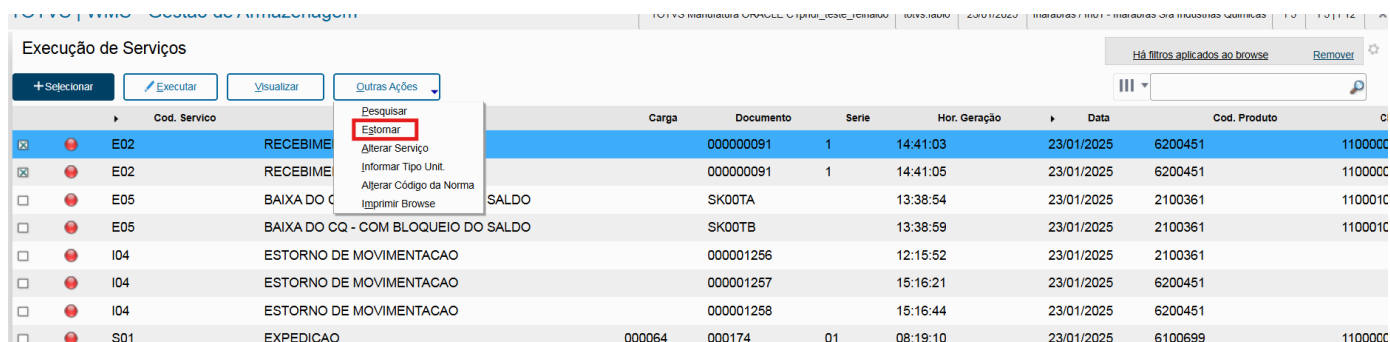 TOTVS | WMS - Gestão de Armazenagem TOTVS Manufatura ORACLE totvs.fabio 23/01/2025
Execução de Serviços Há filtros aplicados ao browse Remover
+Selecionar Executar Visualizar Outras Ações
Pesquisar
Estornar
Alterar Serviço
Informar Tipo Unit.
Alterar Código da Norma
Imprimir Browse
Cod. Servico Carga Documento Serie Hor. Geração Data Cod. Produto
E02 RECEBIME 000000091 1 14:41:03 23/01/2025 6200451 1100000
E02 RECEBIME 000000091 1 14:41:05 23/01/2025 6200451 1100000
E05 BAIXA DO SALDO SK00TA 13:38:54 23/01/2025 2100361 1100010
E05 BAIXA DO CQ - COM BLOQUEIO DO SALDO SK00TB 13:38:59 23/01/2025 2100361 1100010
I04 ESTORNO DE MOVIMENTACAO 000001256 12:15:52 23/01/2025 2100361
I04 ESTORNO DE MOVIMENTACAO 000001257 15:16:21 23/01/2025 6200451
I04 ESTORNO DE MOVIMENTACAO 000001258 15:16:44 23/01/2025 6200451
S01 EXPEDICAO 000064 000174 01 08:19:10 23/01/2025 6100699 1100000